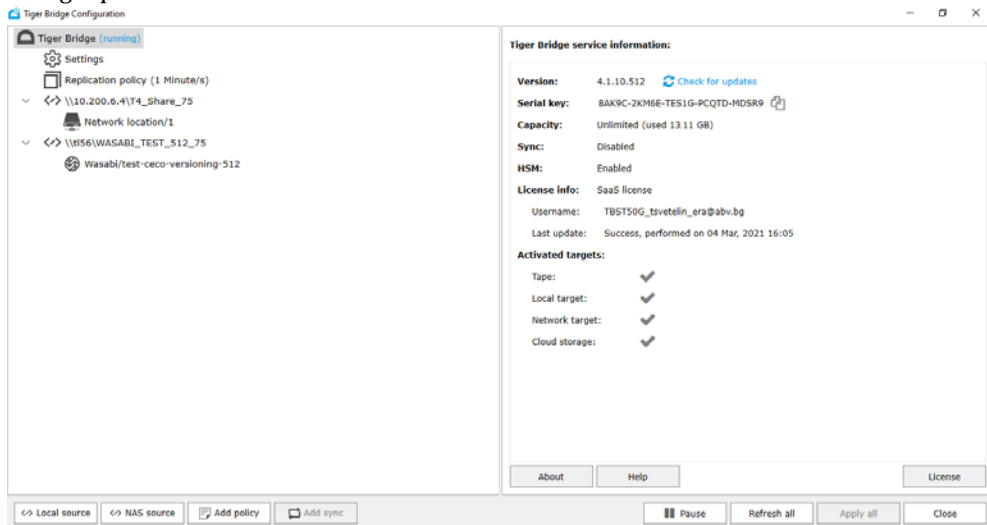 Tiger Bridge Configuration
Tiger Bridge (running)
Settings
Replication policy (1 Minute/s)
\\10.200.6.4\T4_Share_75
Network location/1
\\tl56\WASABI_TEST_512_75
Wasabi/test-ceco-versioning-512
Tiger Bridge service information:
Version: 4.1.10.512 Check for updates
Serial key: 8AK9C-2KM6E-TES1G-PCQTD-MDSR9
Capacity: Unlimited (used 13.11 GB)
Sync: Disabled
HSM: Enabled
License info: SaaS license
Username: TBST50G_tsvetelin_era@abv.bg
Last update: Success, performed on 04 Mar, 2021 16:05
Activated targets:
Tape:
Local target:
Network target:
Cloud storage:
About Help License
Local source NAS source Add policy Add sync Pause Refresh all Apply all Close